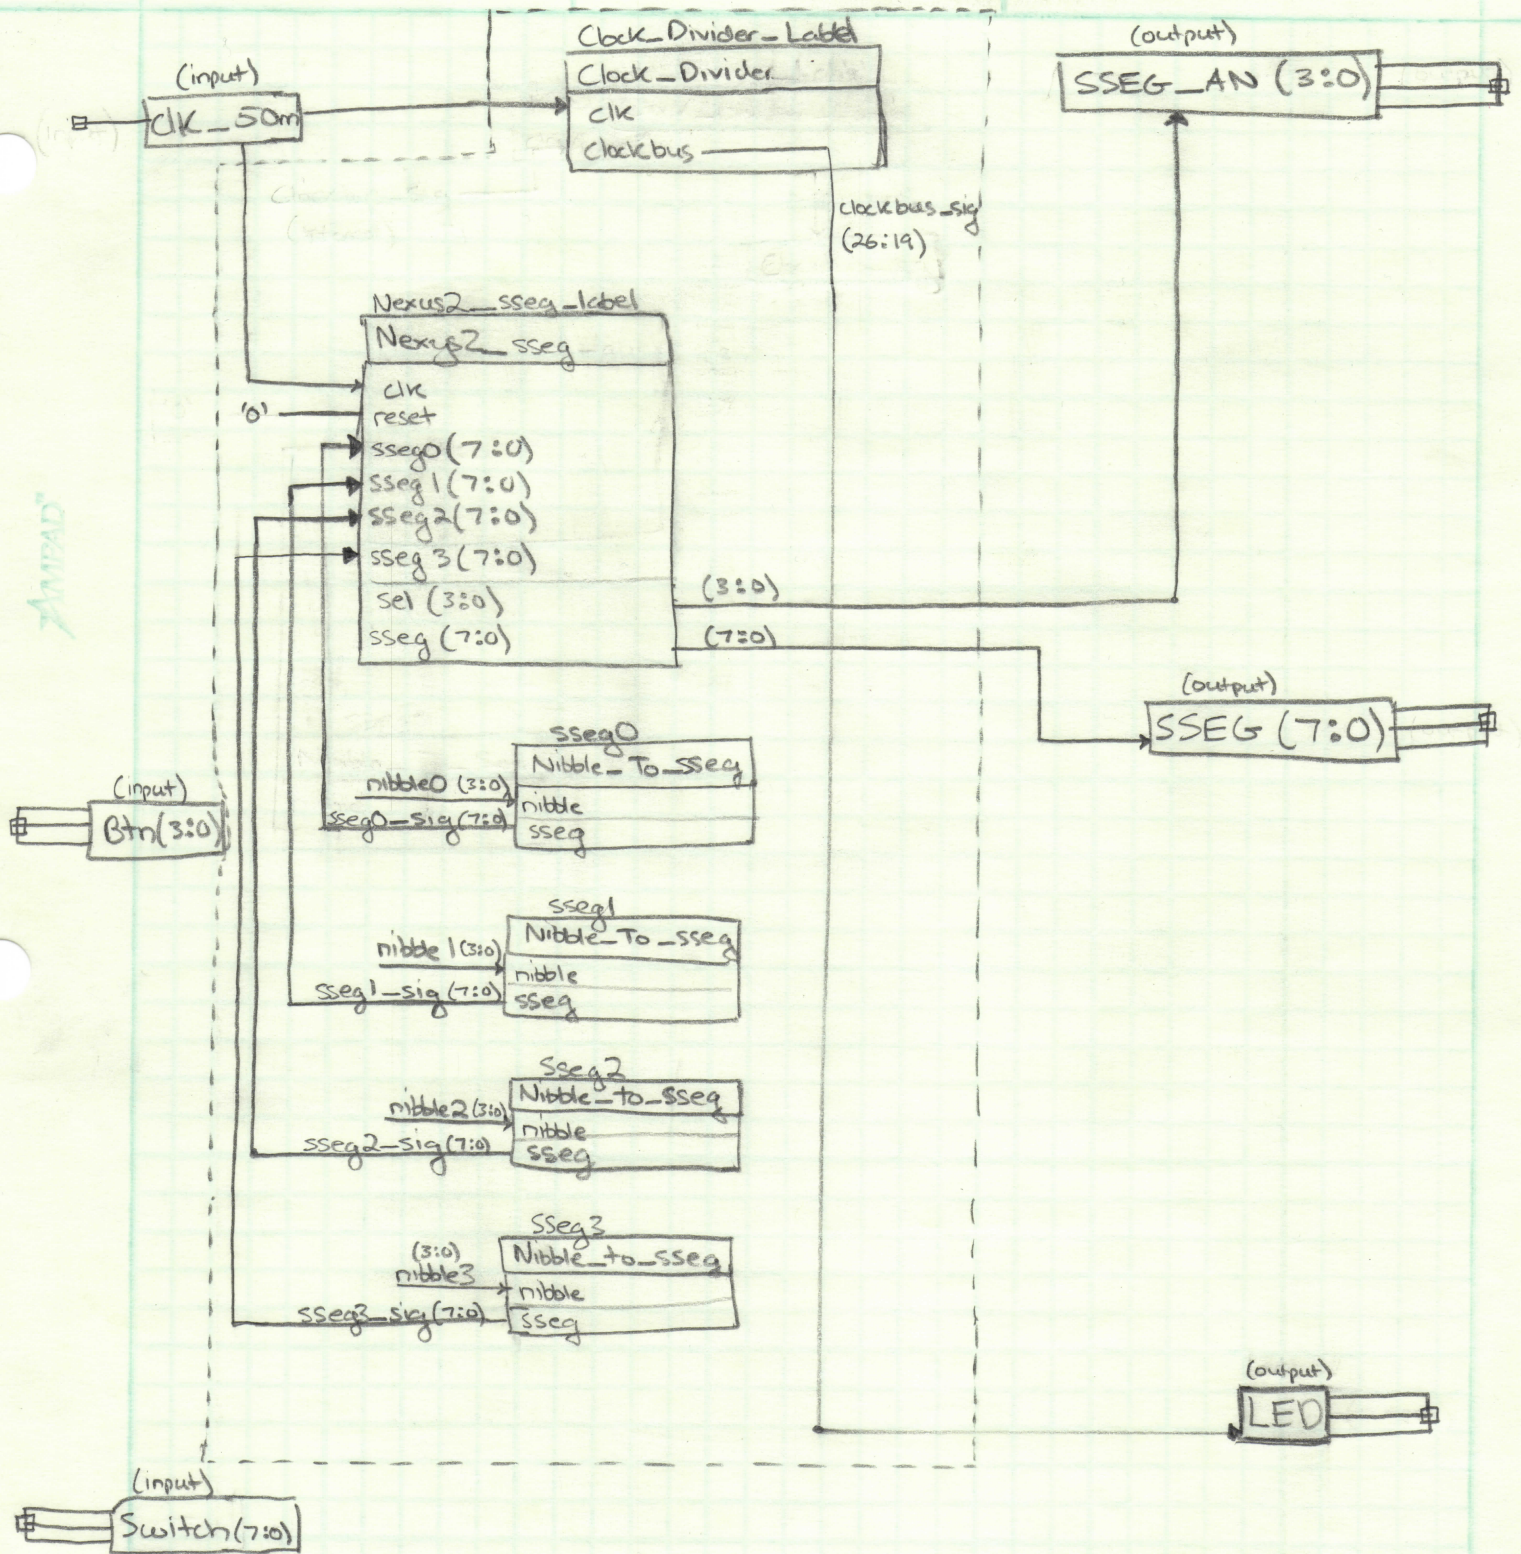 Clock_Divider_Label
(output)
(input)
Clock_Divider
SSEG_AN (3:0)
clk_50m
clk
clockbus
(input)
clockbus_sig
(26:19)
Nexus2_sseg_label
Nexys2_sseg
clk
'0'
reset
sseg0(7:0)
sseg1(7:0)
sseg2(7:0)
sseg3(7:0)
sel (3:0)
(3:0)
sseg (7:0)
(7:0)
AMPAD
(output)
SSEG (7:0)
sseg0
Nibble_To_sseg
nibble0 (3:0)
nibble
sseg0_sig(7:0)
sseg
(input)
Btn(3:0)
sseg1
Nibble_To_sseg
nibble1(3:0)
nibble
sseg1_sig(7:0)
sseg
sseg2
Nibble_to_sseg
nibble2(3:0)
nibble
sseg2_sig(7:0)
sseg
sseg3
(3:0)
Nibble_to_sseg
nibble3
nibble
sseg3_sig(7:0)
sseg
(output)
LED
(input)
Switch(7:0)